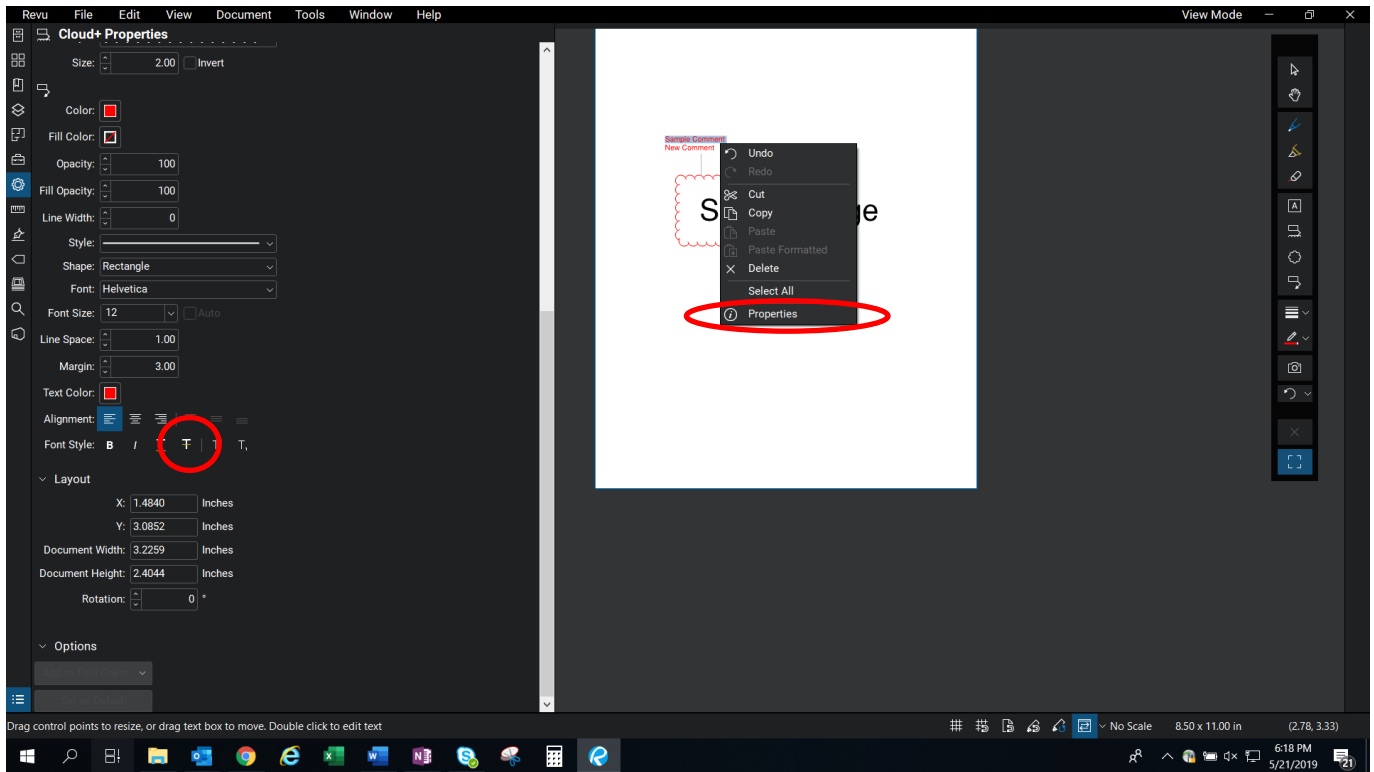 Revu File Edit View Document Tools Window Help View Mode
Cloud+ Properties
Size: 2.00 Invert
Color:
Fill Color:
Opacity: 100
Fill Opacity: 100
Line Width: 0
Style:
Shape: Rectangle
Font: Helvetica
Font Size: 12 Auto
Line Space: 1.00
Margin: 3.00
Text Color:
Alignment:
Font Style: B I T T
Layout
X: 1.4840 Inches
Y: 3.0852 Inches
Document Width: 3.2259 Inches
Document Height: 2.4044 Inches
Rotation: 0 °
Options
Sample Comment
New Comment
S
ge
Undo
Redo
Cut
Copy
Paste
Paste Formatted
Delete
Select All
Properties
A
Drag control points to resize, or drag text box to move. Double click to edit text
No Scale 8.50 x 11.00 in (2.78, 3.33)
6:18 PM
5/21/2019
21